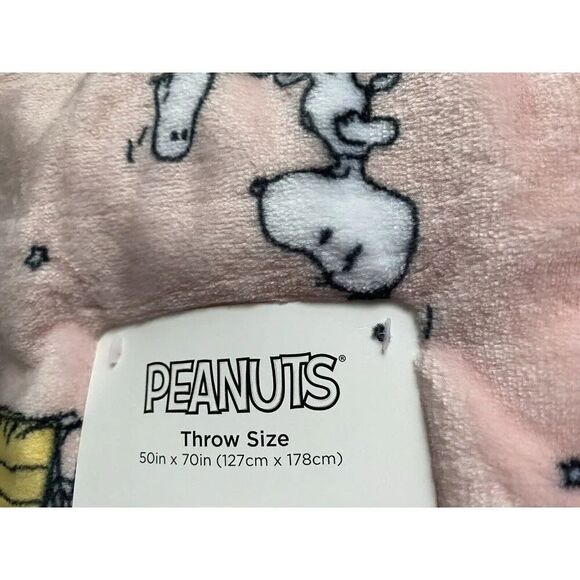 PEANUTS®
Throw Size
50in x 70in (127cm x 178cm)